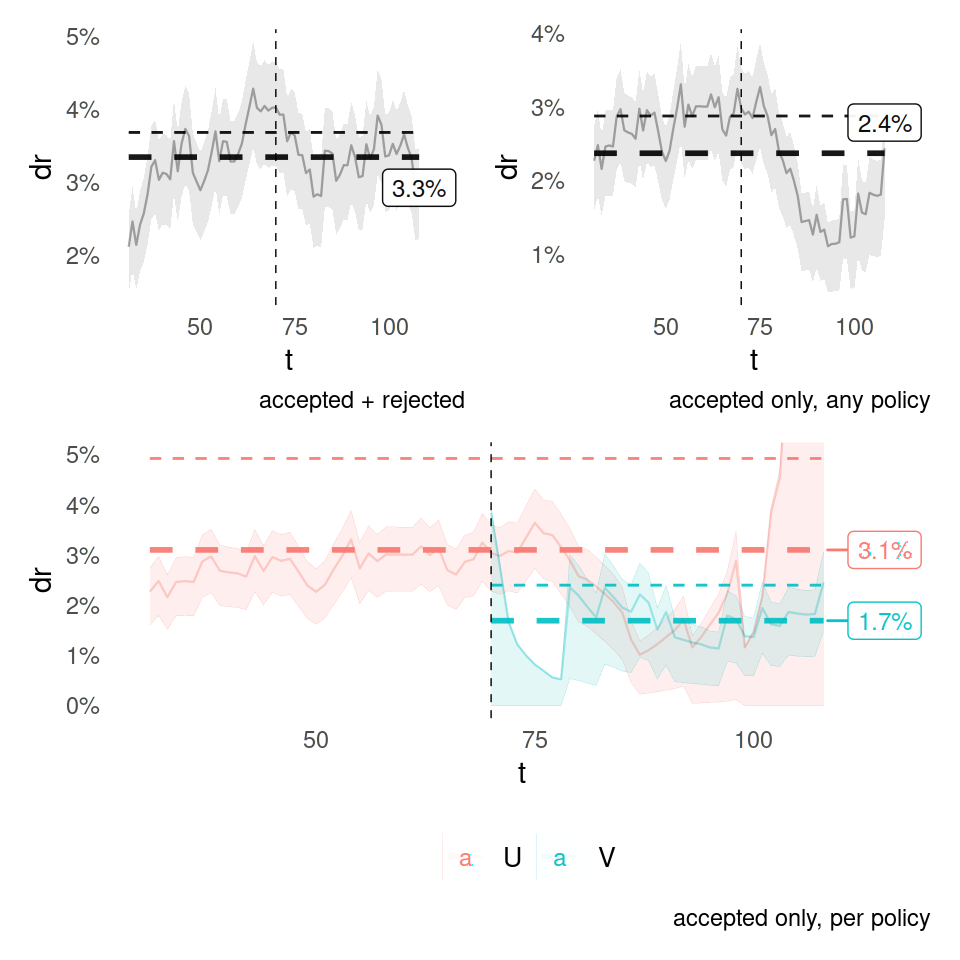 5%
4%
3%
2%
dr
3.3%
50 75 100
t
accepted + rejected
4%
3%
2%
1%
dr
2.4%
50 75 100
t
accepted only, any policy
5%
4%
3%
2%
1%
0%
dr
3.1%
1.7%
50 75 100
t
a U a V
accepted only, per policy